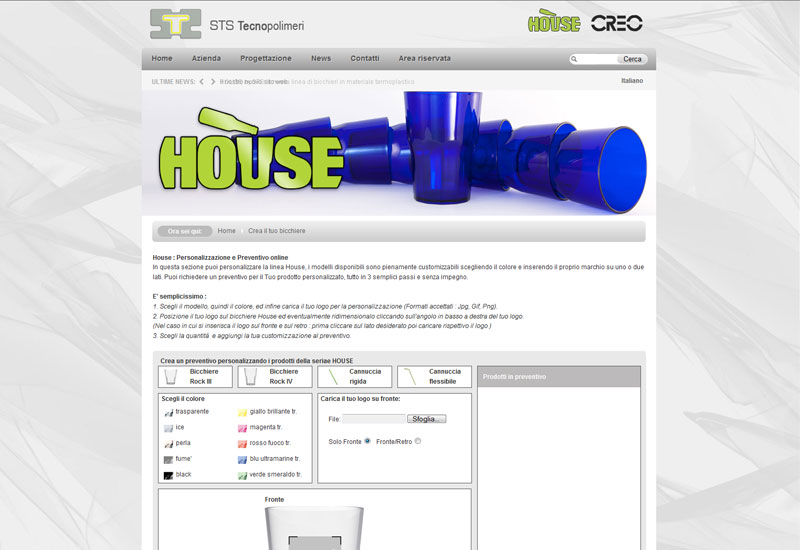 STS Tecnopolimeri
HOUSE CREO
Home Azienda Progettazione News Contatti Area riservata Cerca
ULTIME NEWS: linea di bicchieri in materiale termoplastico
Italiano
HOUSE
Ora sei qui: Home Crea il tuo bicchiere
House : Personalizzazione e Preventivo online
In questa sezione puoi personalizzare la linea House, i modelli disponibili sono pienamente customizzabili scegliendo il colore e inserendo il proprio marchio su uno o due
lati. Puoi richiedere un preventivo per il Tuo prodotto personalizzato, tutto in 3 semplici passi e senza impegno.
E' semplicissimo :
1. Scegli il modello, quindi il colore, ed infine carica il tuo logo per la personalizzazione (Formati accettati : Jpg, Gif, Png).
2. Posizione il tuo logo sul bicchiere House ed eventualmente ridimensionalo cliccando sull'angolo in basso a destra del tuo logo.
(Nel caso in cui si inserisca il logo sul fronte e sul retro : prima cliccare sul lato desiderato poi caricare rispettivo il logo )
3. Scegli la quantità e aggiungi la tua customizzazione al preventivo.
Crea un preventivo personalizzando i prodotti della seriae HOUSE
Bicchiere Rock III
Bicchiere Rock IV
Cannuccia rigida
Cannuccia flessibile
Prodotti in preventivo
Scegli il colore:
trasparente giallo brillante tr.
ice magenta tr.
perla rosso fuoco tr.
fume' blu ultramarine tr.
black verde smeraldo tr.
Carica il tuo logo su fronte:
File: Sfoglia...
Solo Fronte Fronte/Retro
Fronte